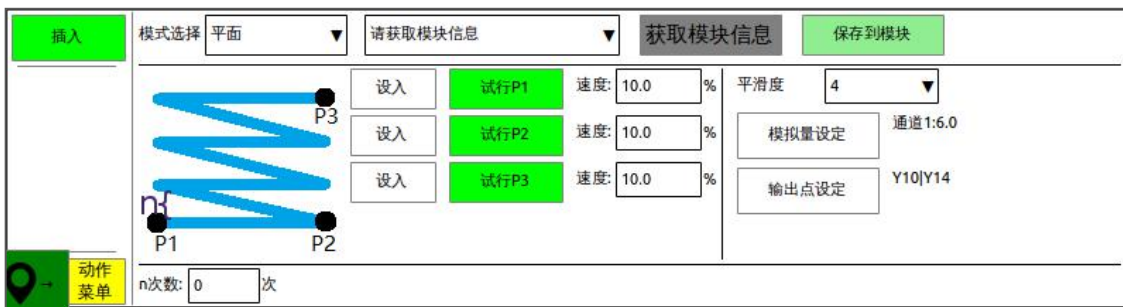 插入
模式选择 平面 ▼ 请获取模块信息 ▼ 获取模块信息 保存到模块
设入 试行P1 速度: 10.0 % 平滑度 4 ▼
P3
设入 试行P2 速度: 10.0 % 模拟量设定 通道1:6.0
设入 试行P3 速度: 10.0 % 输出点设定 Y10|Y14
n{
P1 P2
动作
菜单
n次数: 0 次